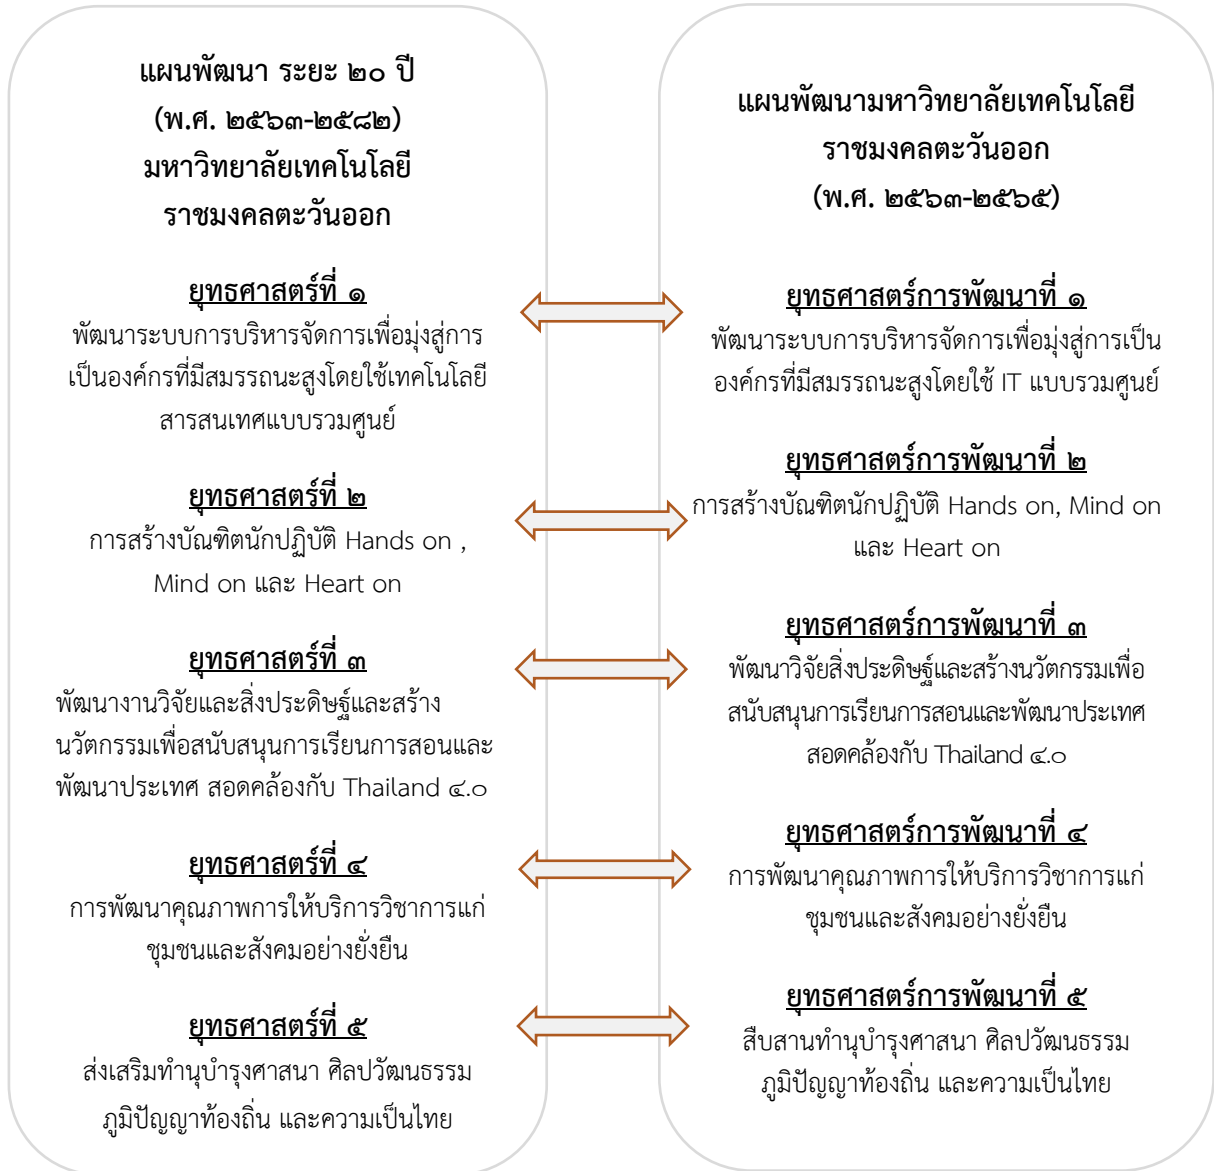 แผนพัฒนา ระยะ ๒๐ ปี
(พ.ศ. ๒๕๖๓-๒๕๘๒)
มหาวิทยาลัยเทคโนโลยี
ราชมงคลตะวันออก
ยุทธศาสตร์ที่ ๑
พัฒนาระบบการบริหารจัดการเพื่อมุ่งสู่การ
เป็นองค์กรที่มีสมรรถนะสูงโดยใช้เทคโนโลยี
สารสนเทศแบบรวมศูนย์
ยุทธศาสตร์ที่ ๒
การสร้างบัณฑิตนักปฏิบัติ Hands on ,
Mind on และ Heart on
ยุทธศาสตร์ที่ ๓
พัฒนางานวิจัยและสิ่งประดิษฐ์และสร้าง
นวัตกรรมเพื่อสนับสนุนการเรียนการสอนและ
พัฒนาประเทศ สอดคล้องกับ Thailand ๔.๐
ยุทธศาสตร์ที่ ๔
การพัฒนาคุณภาพการให้บริการวิชาการแก่
ชุมชนและสังคมอย่างยั่งยืน
ยุทธศาสตร์ที่ ๕
ส่งเสริมทำนุบำรุงศาสนา ศิลปวัฒนธรรม
ภูมิปัญญาท้องถิ่น และความเป็นไทย
แผนพัฒนามหาวิทยาลัยเทคโนโลยี
ราชมงคลตะวันออก
(พ.ศ. ๒๕๖๓-๒๕๖๕)
ยุทธศาสตร์การพัฒนาที่ ๑
พัฒนาระบบการบริหารจัดการเพื่อมุ่งสู่การเป็น
องค์กรที่มีสมรรถนะสูงโดยใช้ IT แบบรวมศูนย์
ยุทธศาสตร์การพัฒนาที่ ๒
การสร้างบัณฑิตนักปฏิบัติ Hands on, Mind on
และ Heart on
ยุทธศาสตร์การพัฒนาที่ ๓
พัฒนาวิจัยสิ่งประดิษฐ์และสร้างนวัตกรรมเพื่อ
สนับสนุนการเรียนการสอนและพัฒนาประเทศ
สอดคล้องกับ Thailand ๔.๐
ยุทธศาสตร์การพัฒนาที่ ๔
การพัฒนาคุณภาพการให้บริการวิชาการแก่
ชุมชนและสังคมอย่างยั่งยืน
ยุทธศาสตร์การพัฒนาที่ ๕
สืบสานทำนุบำรุงศาสนา ศิลปวัฒนธรรม
ภูมิปัญญาท้องถิ่น และความเป็นไทย